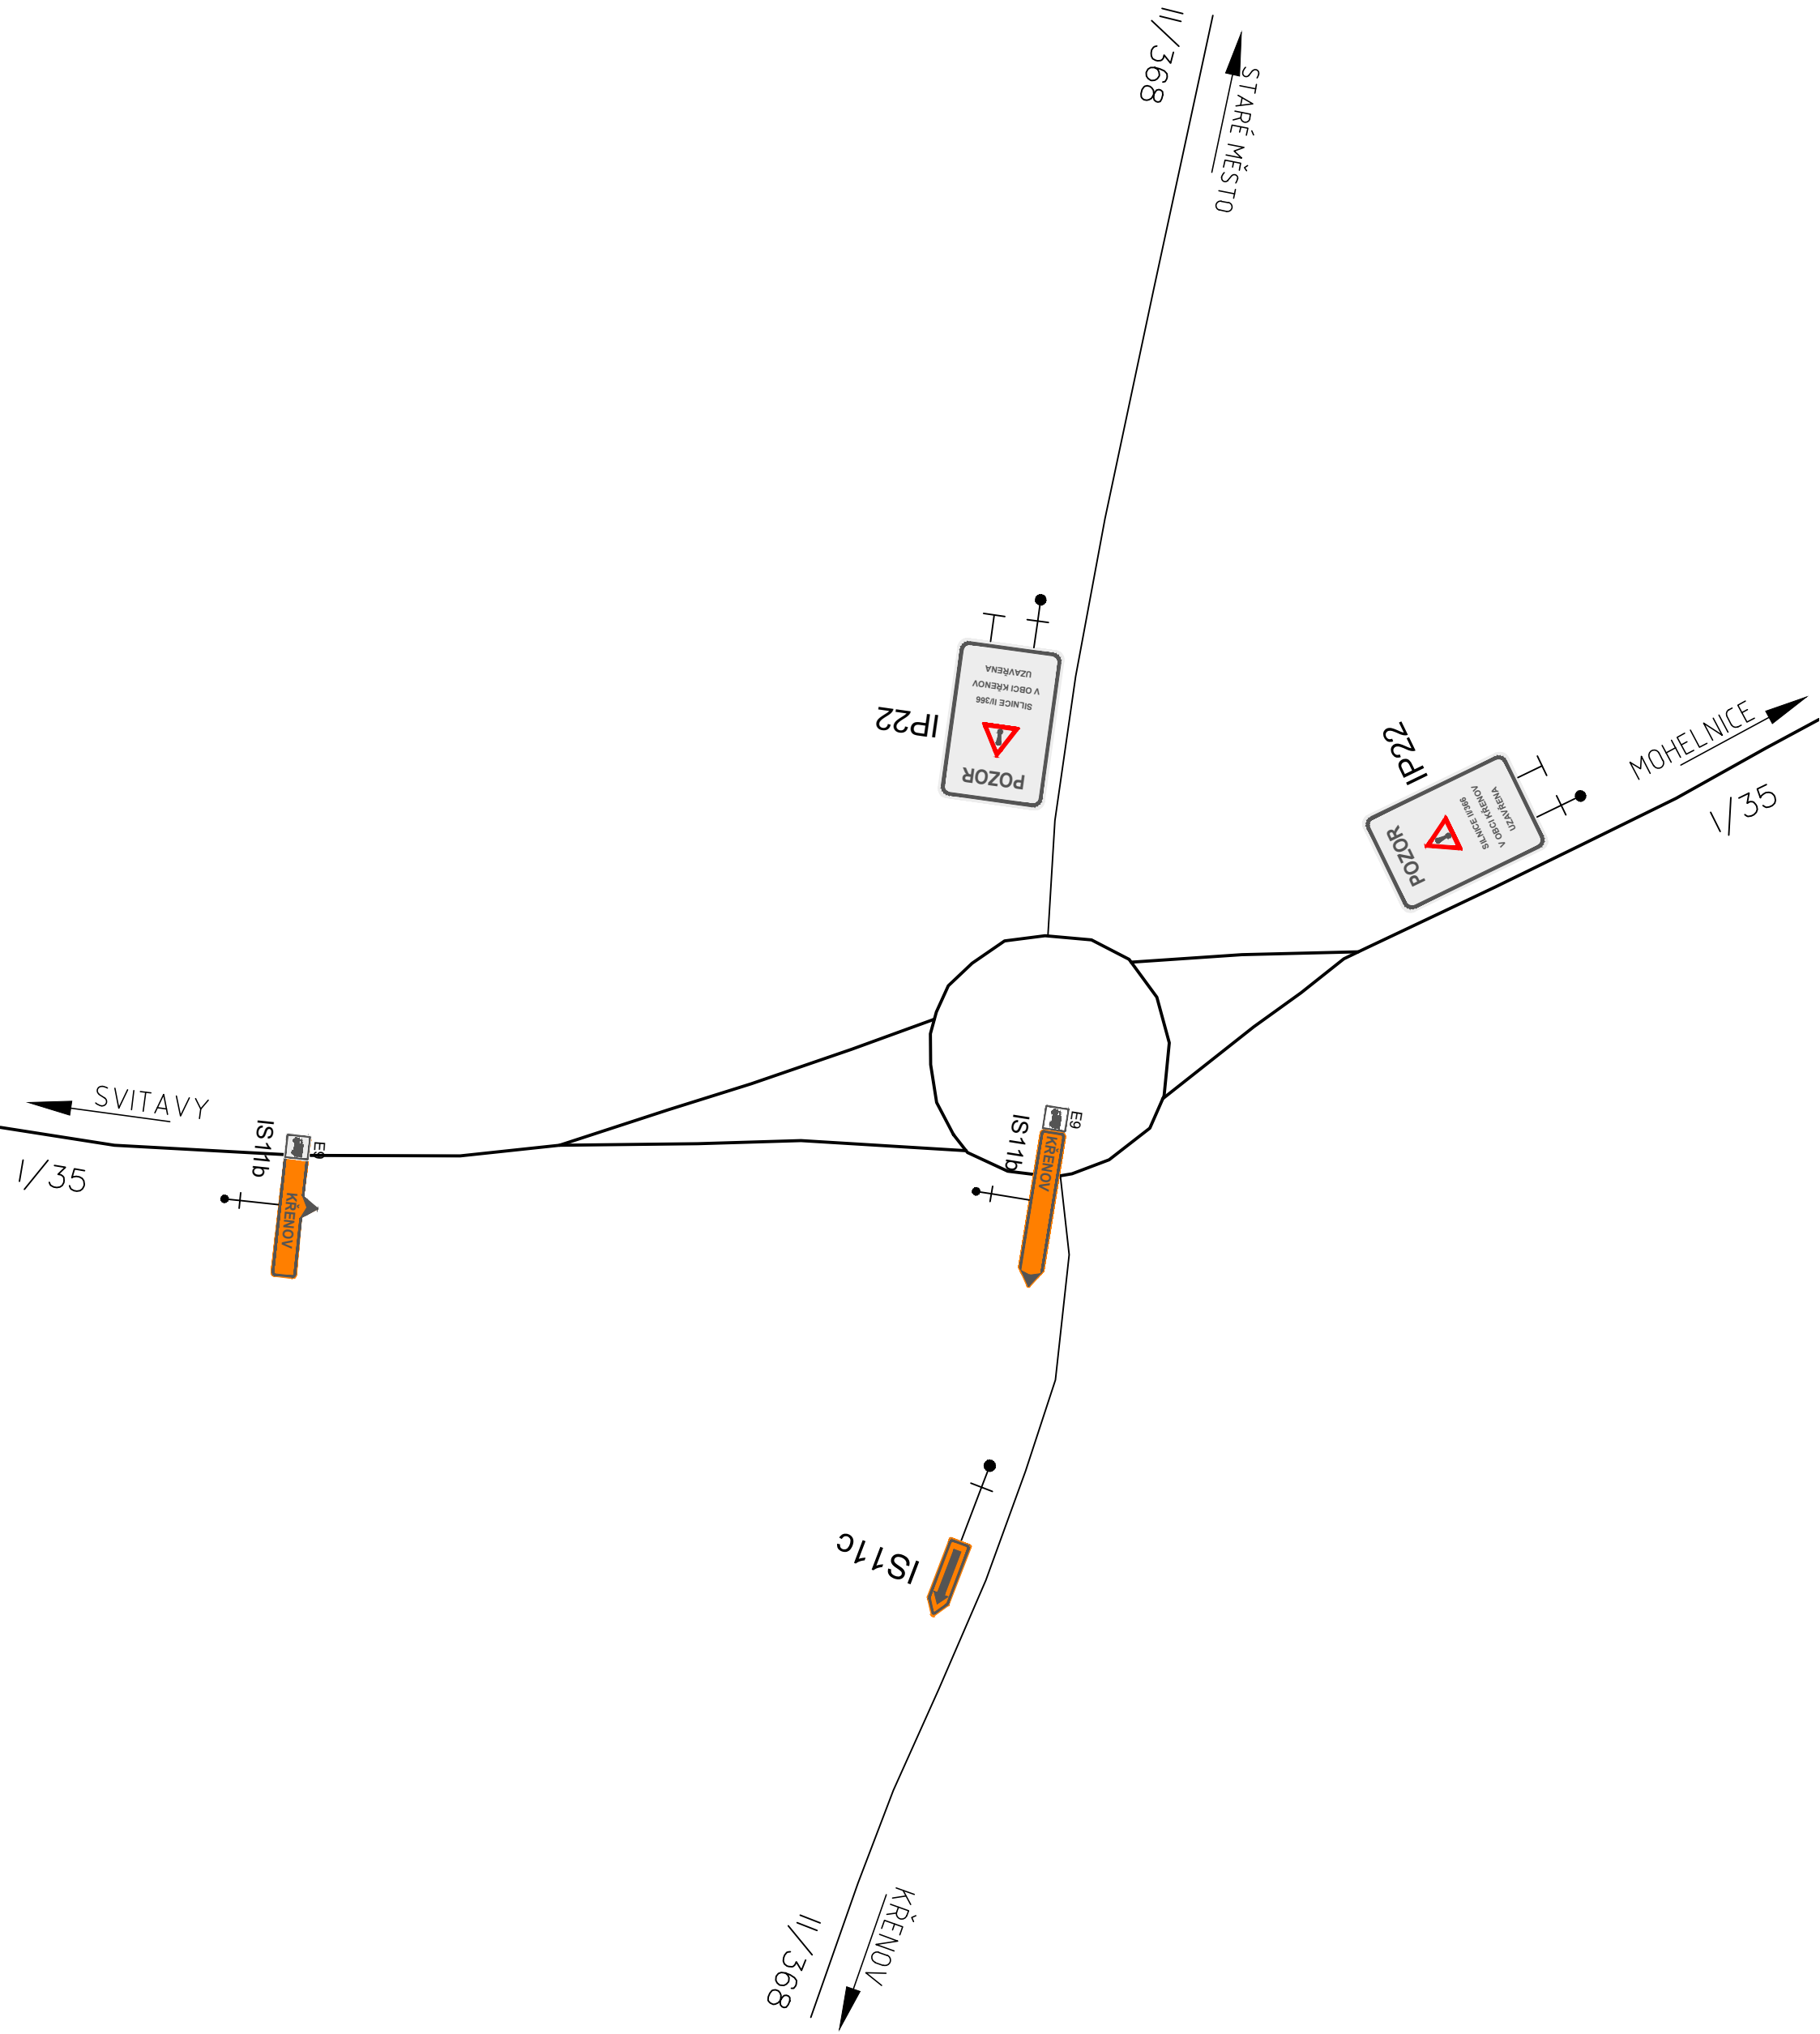 II/368
STARÉ MĚSTO
IP22
POZOR
SILNICE II/366
V OBCI KŘENOV
UZAVŘENA
IP22
POZOR
SILNICE II/366
V OBCI KŘENOV
UZAVŘENA
MOHELNICE
I/35
SVITAVY
I/35
IS11b
E9
KŘENOV
IS11b
E9
KŘENOV
IS11c
KŘENOV
II/368